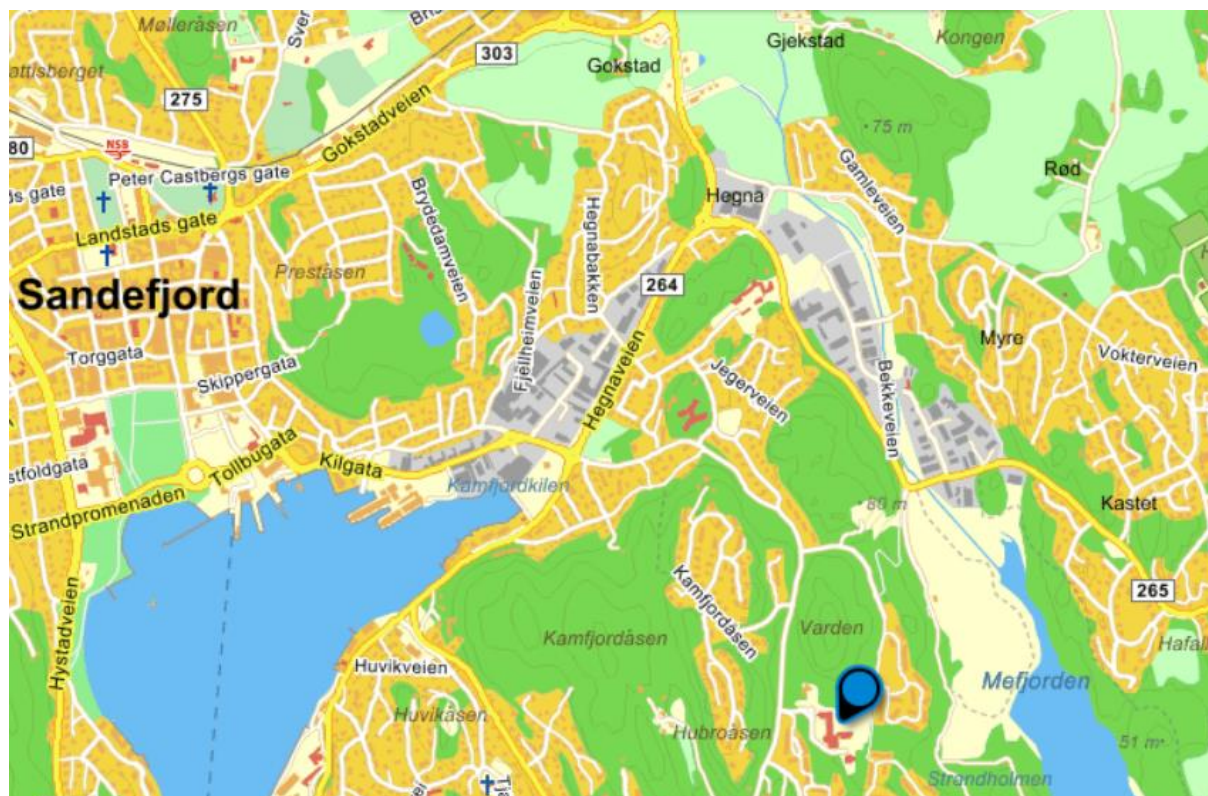 Mølleråsen
Gjekstad
Kongen
303
Gokstad
275
Gokstadveien
75 m
NSB
80
Peter Castbergs gate
Gamleveien
Rød
Hegna
Landstads gate
Brydedamveien
Hegnabakken
Preståsen
Sandefjord
264
Fjellheimveien
Myre
Torggata
Vokterveien
Skippergata
Hegnaveien
Jegerveien
Bekkeveien
Tollbugata
Kilgata
Kamfjordkilen
Strandpromenaden
80 m
Kastet
265
Kamfjordåsen
Kamfjordåsen
Varden
Hystadveien
Huvikveien
Mefjorden
Huvikåsen
Hubroåsen
51 m
Strandholmen